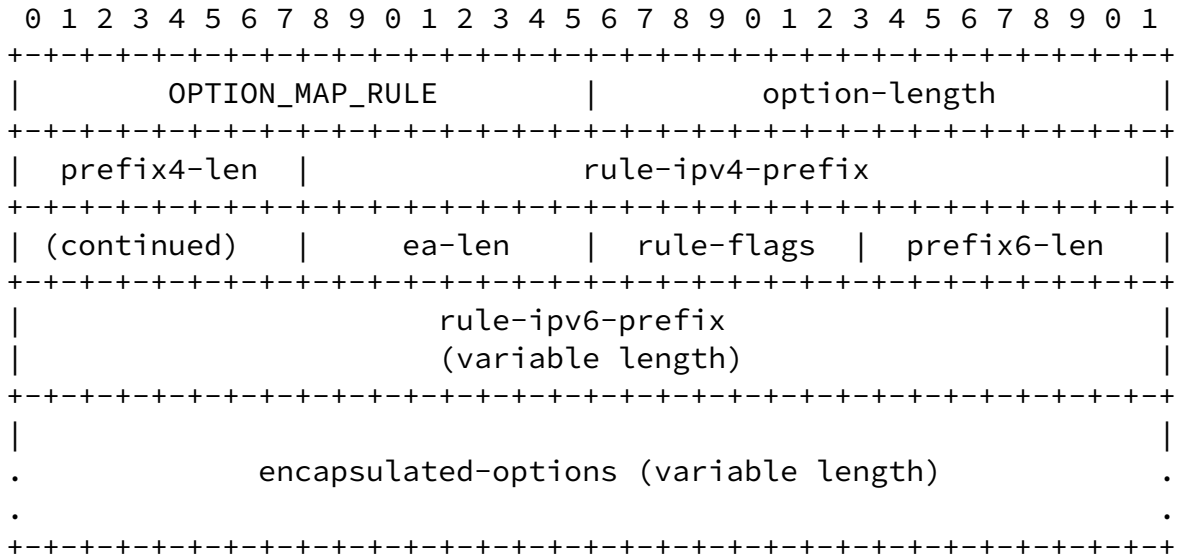 0 1 2 3 4 5 6 7 8 9 0 1 2 3 4 5 6 7 8 9 0 1 2 3 4 5 6 7 8 9 0 1
+-+-+-+-+-+-+-+-+-+-+-+-+-+-+-+-+-+-+-+-+-+-+-+-+-+-+-+-+-+-+-+-+
|        OPTION_MAP_RULE        |         option-length         |
+-+-+-+-+-+-+-+-+-+-+-+-+-+-+-+-+-+-+-+-+-+-+-+-+-+-+-+-+-+-+-+-+
|  prefix4-len  |               rule-ipv4-prefix                |
+-+-+-+-+-+-+-+-+-+-+-+-+-+-+-+-+-+-+-+-+-+-+-+-+-+-+-+-+-+-+-+-+
| (continued)   |     ea-len    |  rule-flags  |  prefix6-len   |
+-+-+-+-+-+-+-+-+-+-+-+-+-+-+-+-+-+-+-+-+-+-+-+-+-+-+-+-+-+-+-+-+
|                       rule-ipv6-prefix                        |
|                       (variable length)                       |
+-+-+-+-+-+-+-+-+-+-+-+-+-+-+-+-+-+-+-+-+-+-+-+-+-+-+-+-+-+-+-+-+
|                                                               |
.             encapsulated-options (variable length)            .
.                                                               .
+-+-+-+-+-+-+-+-+-+-+-+-+-+-+-+-+-+-+-+-+-+-+-+-+-+-+-+-+-+-+-+-+